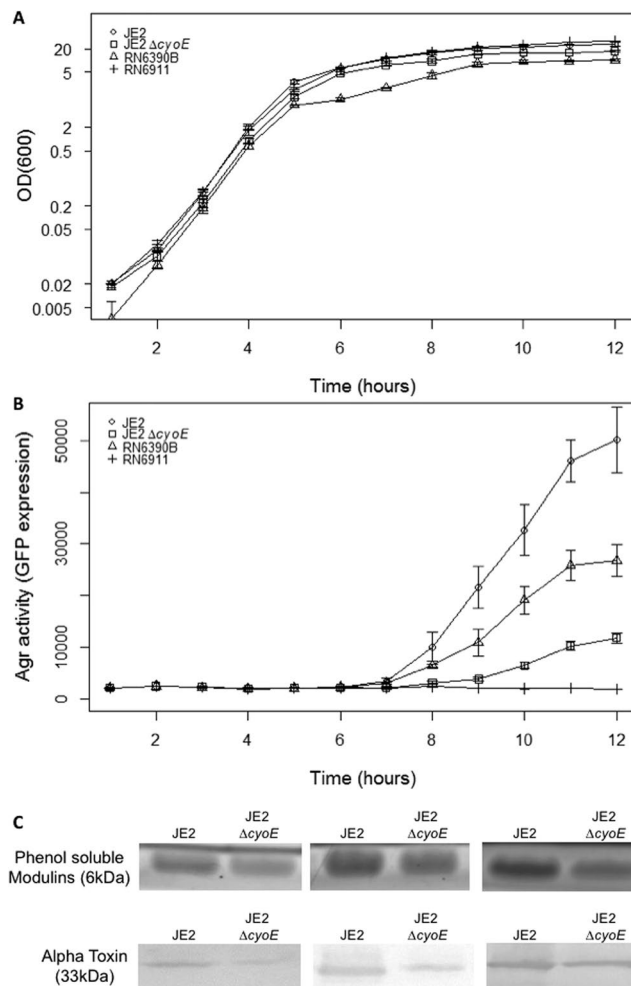 A
JE2
JE2 ΔcyoE
RN6390B
RN6911
20
5
2
0.5
0.2
0.05
0.02
0.005
OD(600)
2 4 6 8 10 12
Time (hours)
B
JE2
JE2 ΔcyoE
RN6390B
RN6911
50000
30000
10000
0
Agr activity (GFP expression)
2 4 6 8 10 12
Time (hours)
C
JE2 JE2 ΔcyoE JE2 JE2 ΔcyoE JE2 JE2 ΔcyoE
Phenol soluble
Modulins (6kDa)
JE2 JE2 ΔcyoE JE2 JE2 ΔcyoE JE2 JE2 ΔcyoE
Alpha Toxin
(33kDa)